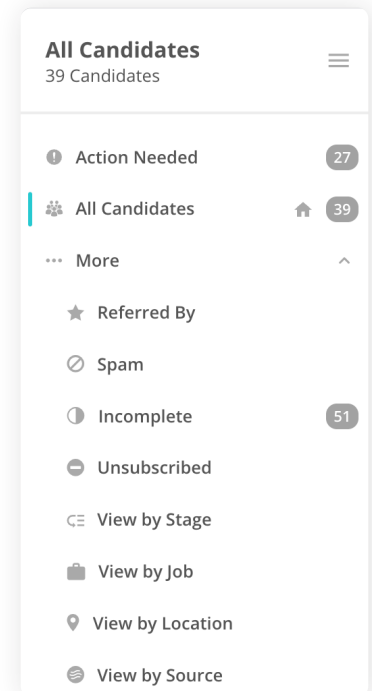 All Candidates
39 Candidates
Action Needed 27
All Candidates 39
More
Referred By
Spam
Incomplete 51
Unsubscribed
View by Stage
View by Job
View by Location
View by Source